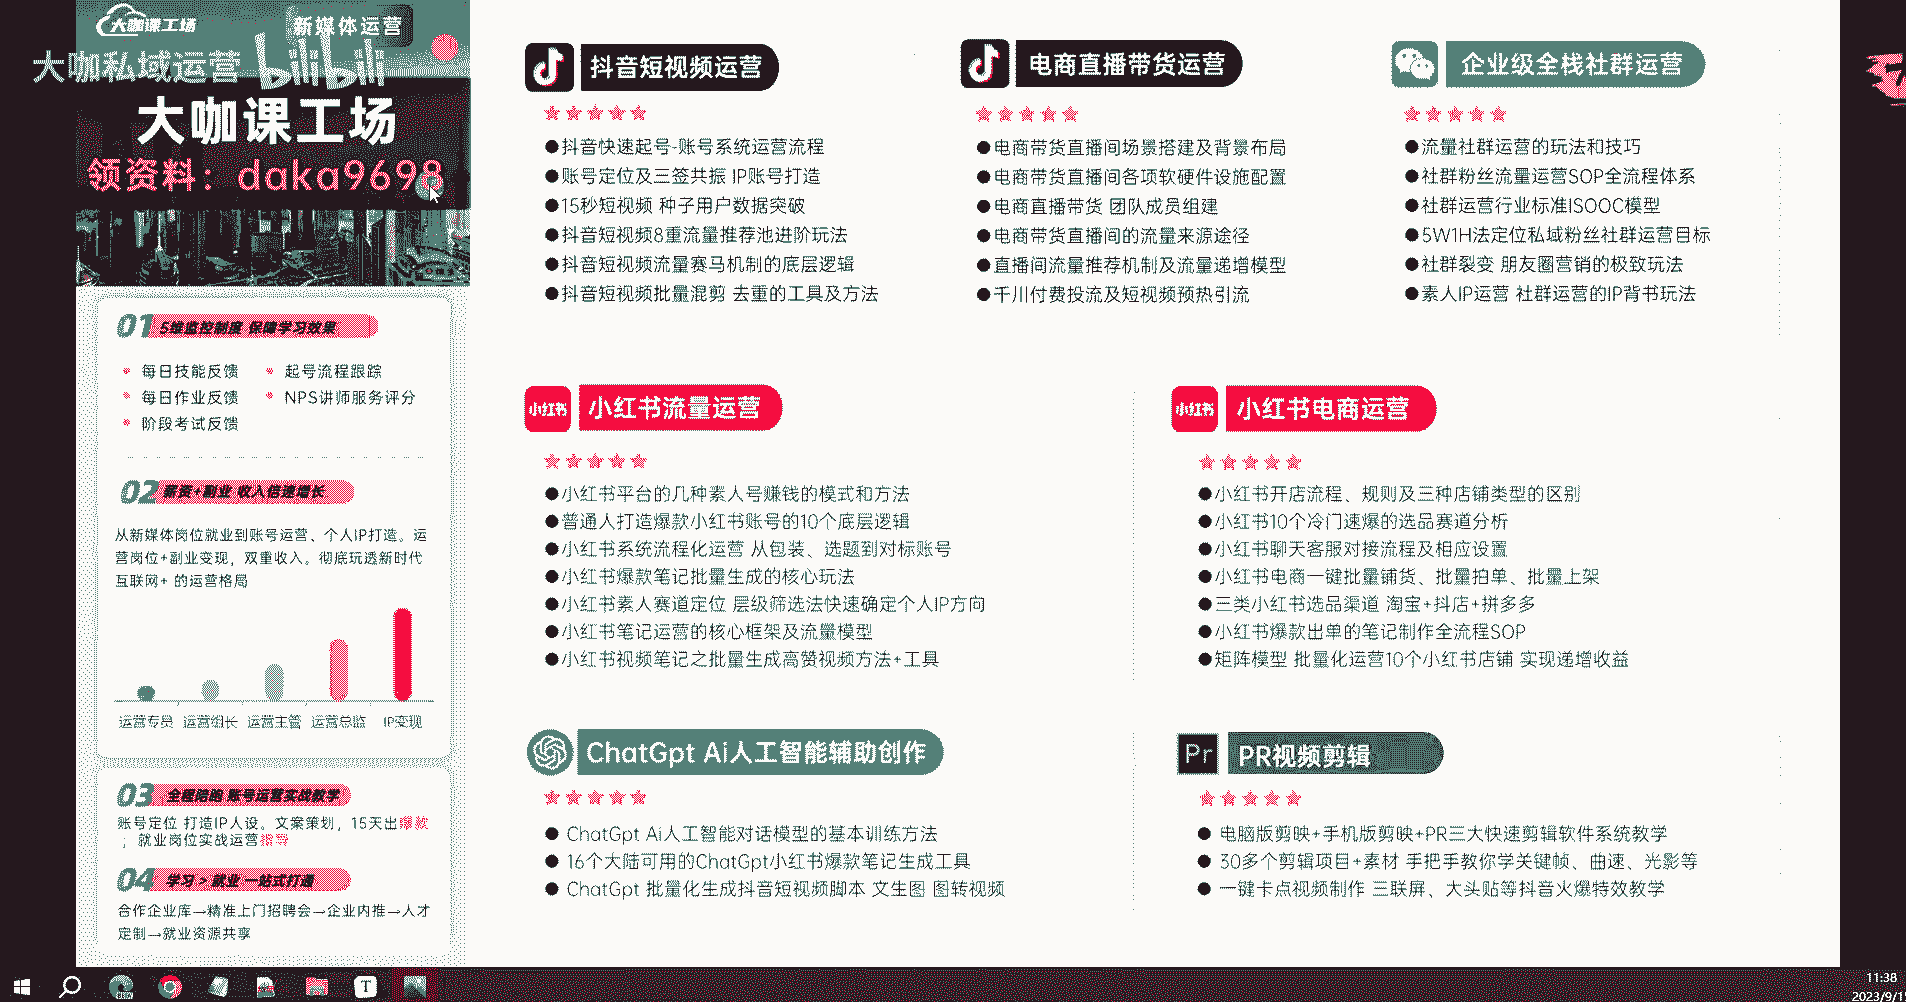 大咖课工场
新媒体运营
大咖私域运营 bilibili
大咖课工场
领资料：daka9698
01 5维监控制度 保障学习效果
每日技能反馈
起号流程跟踪
每日作业反馈
NPS讲师服务评分
阶段考试反馈
02 薪资+副业 收入倍速增长
从新媒体岗位就业到账号运营、个人IP打造。运
营岗位+副业变现，双重收入。彻底玩透新时代
互联网+ 的运营格局
运营专员 运营组长 运营主管 运营总监 IP变现
03 全程陪跑 账号运营实战教学
账号定位 打造IP人设。文案策划，15天出爆款
；就业岗位实战运营指导
04 学习 > 就业 一站式打通
合作企业库→精准上门招聘会→企业内推→人才
定制→就业资源共享
抖音短视频运营
●抖音快速起号-账号系统运营流程
●账号定位及三签共振 IP账号打造
●15秒短视频 种子用户数据突破
●抖音短视频8重流量推荐池进阶玩法
●抖音短视频流量赛马机制的底层逻辑
●抖音短视频批量混剪 去重的工具及方法
电商直播带货运营
●电商带货直播间场景搭建及背景布局
●电商带货直播间各项软硬件设施配置
●电商直播带货 团队成员组建
●电商带货直播间的流量来源途径
●直播间流量推荐机制及流量递增模型
●千川付费投流及短视频预热引流
企业级全栈社群运营
●流量社群运营的玩法和技巧
●社群粉丝流量运营SOP全流程体系
●社群运营行业标准ISOOC模型
●5W1H法定位私域粉丝社群运营目标
●社群裂变 朋友圈营销的极致玩法
●素人IP运营 社群运营的IP背书玩法
小红书 小红书流量运营
●小红书平台的几种素人号赚钱的模式和方法
●普通人打造爆款小红书账号的10个底层逻辑
●小红书系统流程化运营 从包装、选题到对标账号
●小红书爆款笔记批量生成的核心玩法
●小红书素人赛道定位 层级筛选法快速确定个人IP方向
●小红书笔记运营的核心框架及流量模型
●小红书视频笔记之批量生成高赞视频方法+工具
小红书 小红书电商运营
●小红书开店流程、规则及三种店铺类型的区别
●小红书10个冷门速爆的选品赛道分析
●小红书聊天客服对接流程及相应设置
●小红书电商一键批量铺货、批量拍单、批量上架
●三类小红书选品渠道 淘宝+抖店+拼多多
●小红书爆款出单的笔记制作全流程SOP
●矩阵模型 批量化运营10个小红书店铺 实现递增收益
ChatGpt Ai人工智能辅助创作
● ChatGpt Ai人工智能对话模型的基本训练方法
● 16个大陆可用的ChatGpt小红书爆款笔记生成工具
● ChatGpt 批量化生成抖音短视频脚本 文生图 图转视频
Pr PR视频剪辑
● 电脑版剪映+手机版剪映+PR三大快速剪辑软件系统教学
● 30多个剪辑项目+素材 手把手教你学关键帧、曲速、光影等
● 一键卡点视频制作 三联屏、大头贴等抖音火爆特效教学
T
11:38